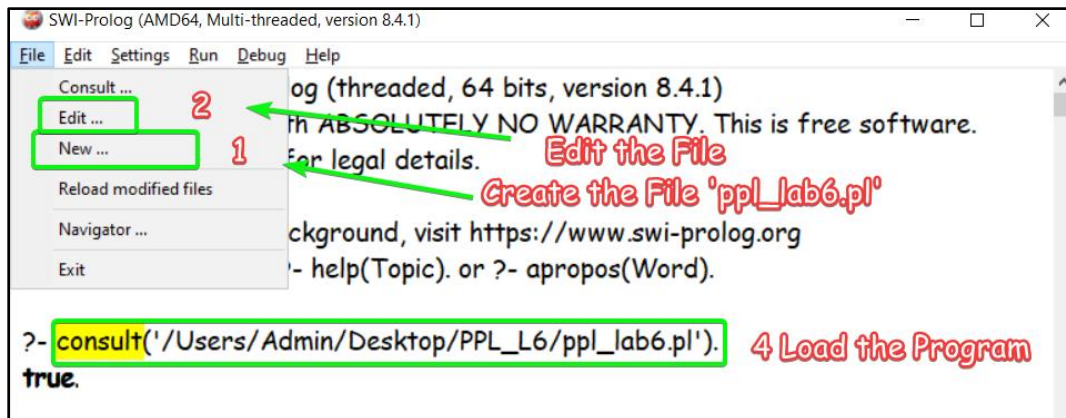 SWI-Prolog (AMD64, Multi-threaded, version 8.4.1)
File Edit Settings Run Debug Help
Consult ...
og (threaded, 64 bits, version 8.4.1)
Edit ...
2
th ABSOLUTELY NO WARRANTY. This is free software.
New ...
1
for legal details.
Edit the File
Reload modified files
Create the File 'ppl_lab6.pl'
Navigator ...
ckground, visit https://www.swi-prolog.org
Exit
?- help(Topic). or ?- apropos(Word).
?- consult('/Users/Admin/Desktop/PPL_L6/ppl_lab6.pl').
4 Load the Program
true.